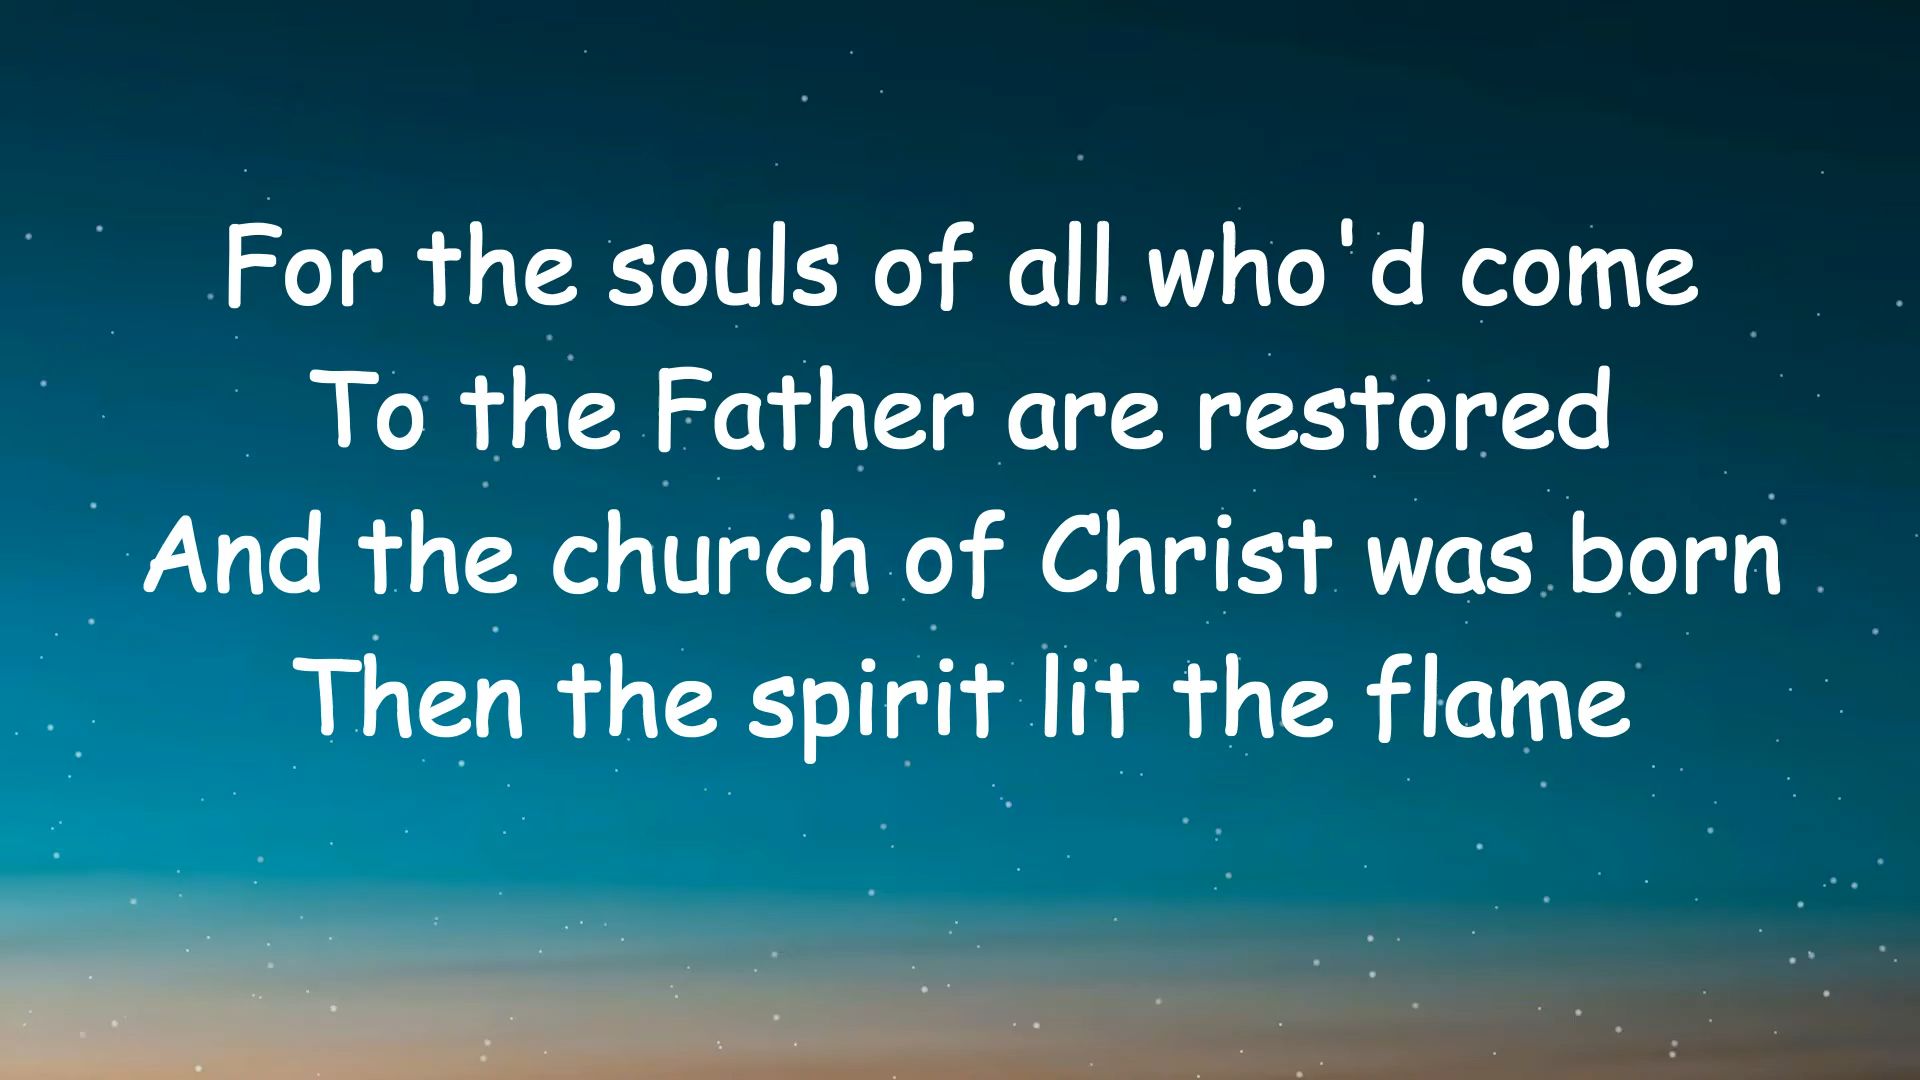 For the souls of all who'd come
To the Father are restored
And the church of Christ was born
Then the spirit lit the flame